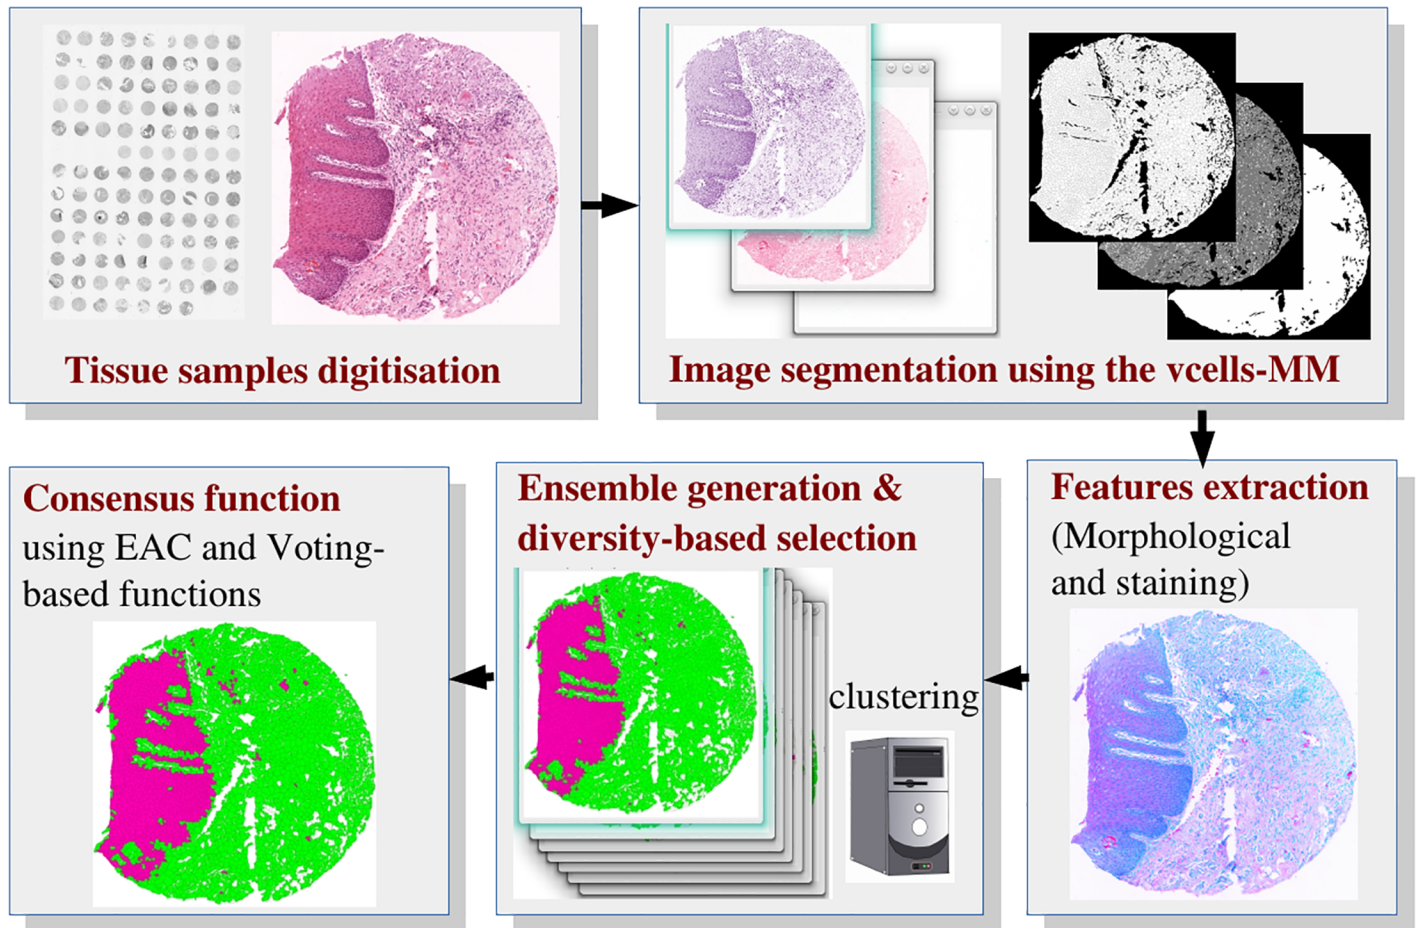 Tissue samples digitisation
Image segmentation using the vcells-MM
Features extraction
(Morphological
and staining)
Ensemble generation &
diversity-based selection
clustering
Consensus function
using EAC and Voting-
based functions